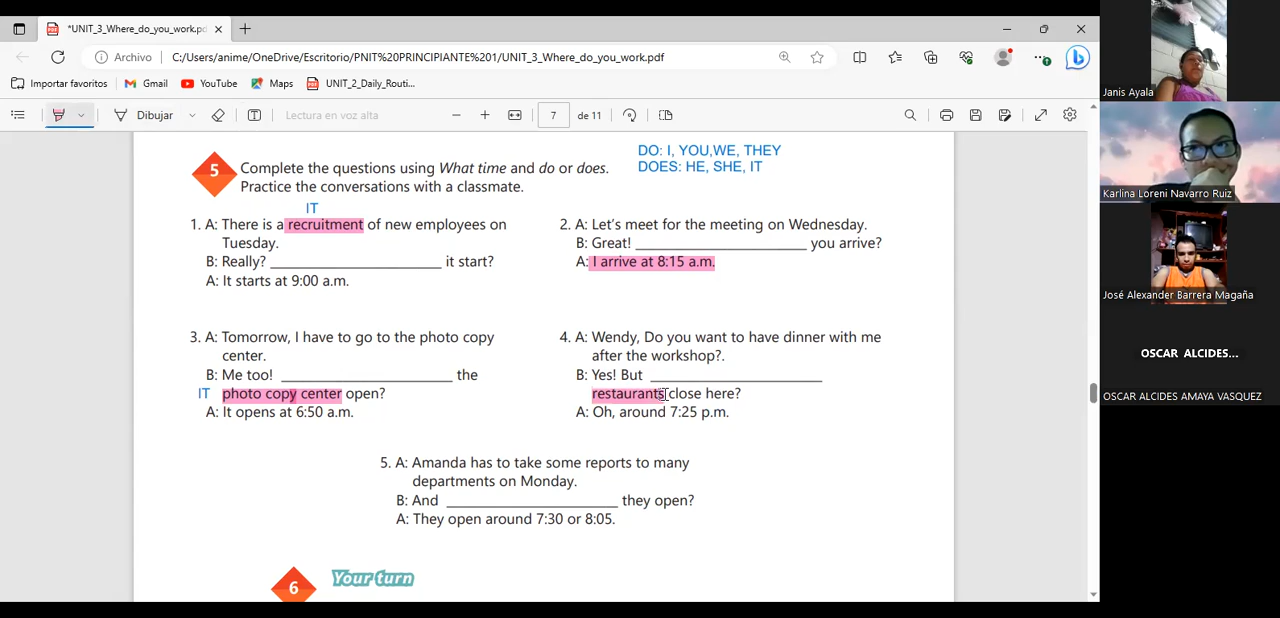 *UNIT_3_Where_do_you_work.pd
Archivo
C:/Users/anime/OneDrive/Escritorio/PNIT%20PRINCIPIANTE%201/UNIT_3_Where_do_you_work.pdf
Importar favoritos
Gmail
YouTube
Maps
UNIT_2_Daily_Routi...
Dibujar
Lectura en voz alta
7
de 11
5
Complete the questions using What time and do or does.
Practice the conversations with a classmate.
DO: I, YOU,WE, THEY
DOES: HE, SHE, IT
IT
1. A: There is a recruitment of new employees on
Tuesday.
B: Really? ____________________ it start?
A: It starts at 9:00 a.m.
2. A: Let's meet for the meeting on Wednesday.
B: Great! ____________________ you arrive?
A: I arrive at 8:15 a.m.
3. A: Tomorrow, I have to go to the photo copy
center.
B: Me too! ____________________ the
IT photo copy center open?
A: It opens at 6:50 a.m.
4. A: Wendy, Do you want to have dinner with me
after the workshop?.
B: Yes! But ____________________
restaurants close here?
A: Oh, around 7:25 p.m.
5. A: Amanda has to take some reports to many
departments on Monday.
B: And ____________________ they open?
A: They open around 7:30 or 8:05.
6
Your turn
Janis Ayala
Karlina Loreni Navarro Ruiz
José Alexander Barrera Magaña
OSCAR ALCIDES...
OSCAR ALCIDES AMAYA VASQUEZ